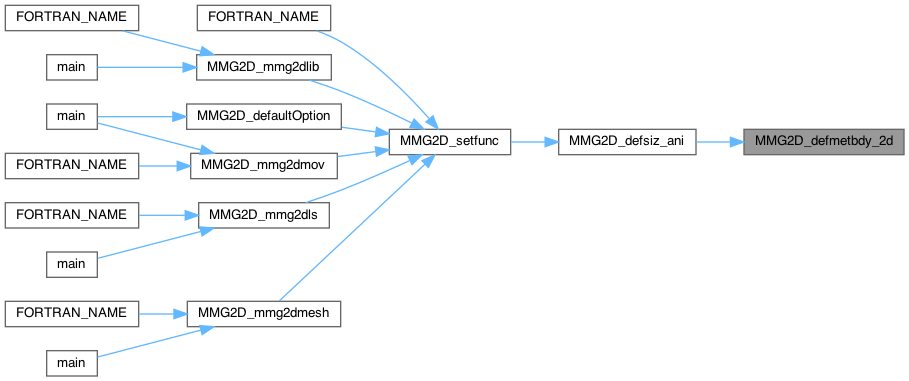 FORTRAN_NAME
FORTRAN_NAME
main
MMG2D_mmg2dlib
main
MMG2D_defaultOption
MMG2D_setfunc
MMG2D_defsiz_ani
MMG2D_defmetbdy_2d
FORTRAN_NAME
MMG2D_mmg2dmov
FORTRAN_NAME
MMG2D_mmg2dls
main
FORTRAN_NAME
MMG2D_mmg2dmesh
main